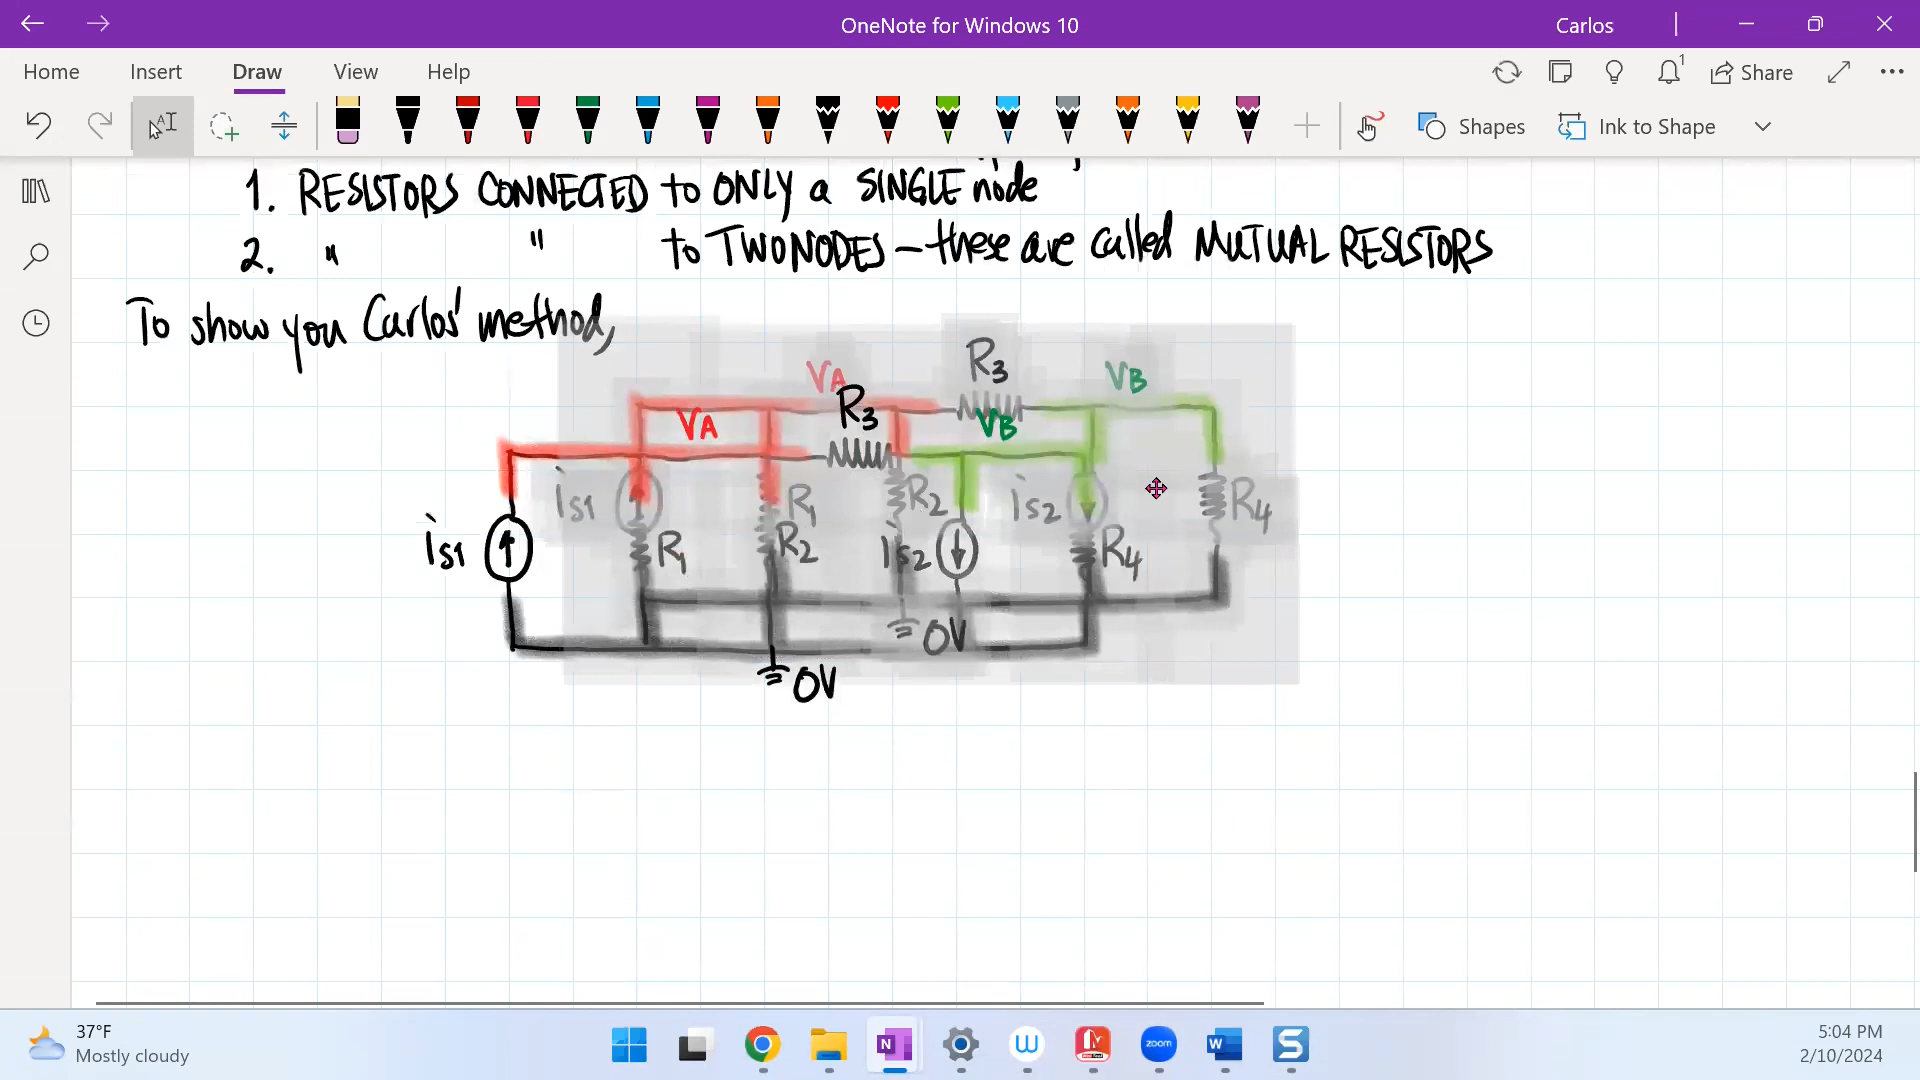 OneNote for Windows 10
Carlos
Home Insert Draw View Help
1
Share
Shapes
Ink to Shape
1. RESISTORS CONNECTED to ONLY a SINGLE node
2. " " to TWO NODES - these are called MUTUAL RESISTORS
To show you Carlos' method,
R3
VA VB
R3
VA VB
is1 R1 R2 is2 R4
is1 R1 R2 is2 R4
0V
0V
37°F
Mostly cloudy
zoom
5:04 PM
2/10/2024